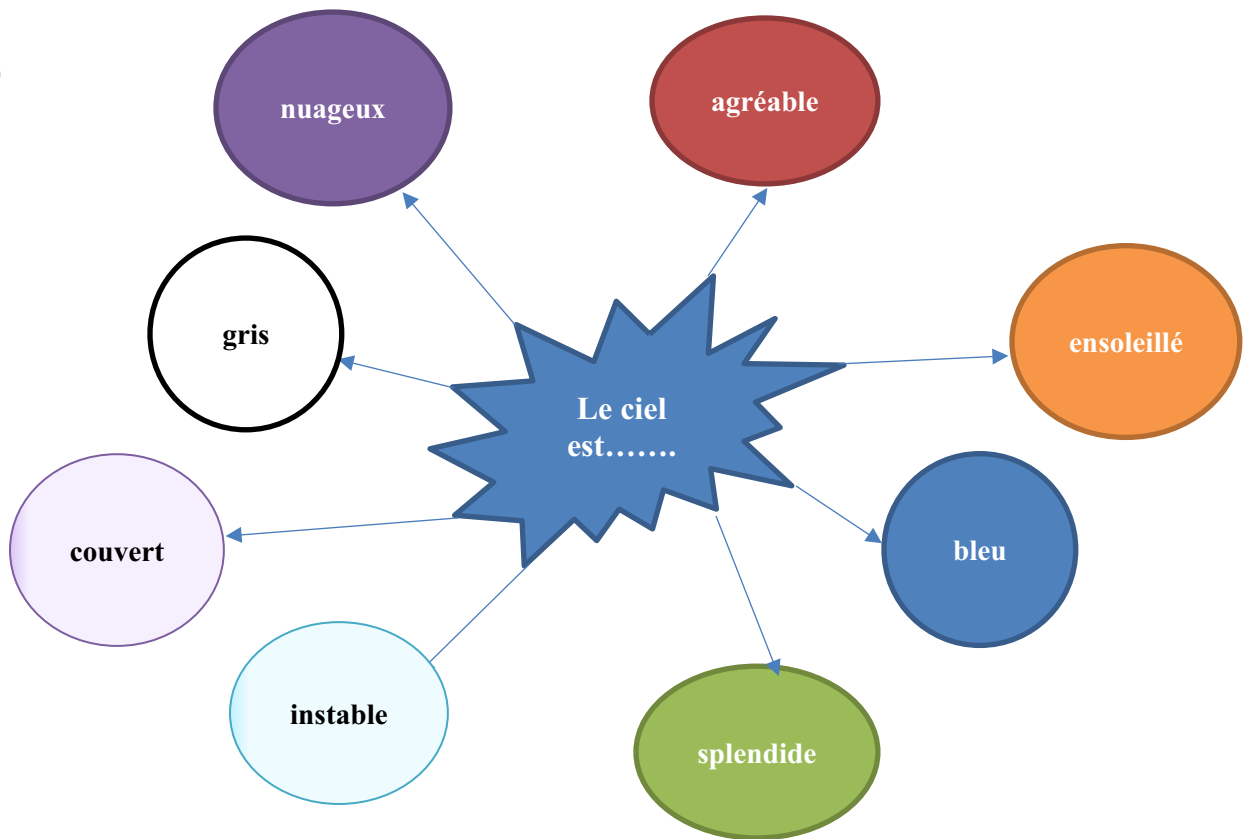 nuageux
agréable
gris
ensoleillé
Le ciel
est…….
couvert
bleu
instable
splendide